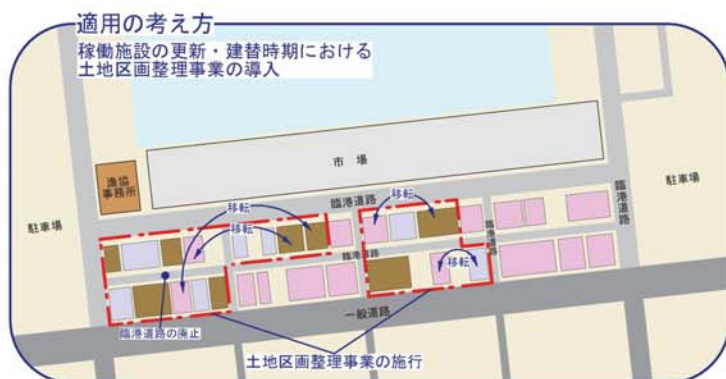 適用の考え方
稼働施設の更新・建替時期における
土地区画整理事業の導入
漁協
事務所
市場
駐車場
駐車場
臨港道路
臨港道路
臨港道路
臨港道路
移転
移転
移転
移転
臨港道路の廃止
一般道路
土地区画整理事業の施行